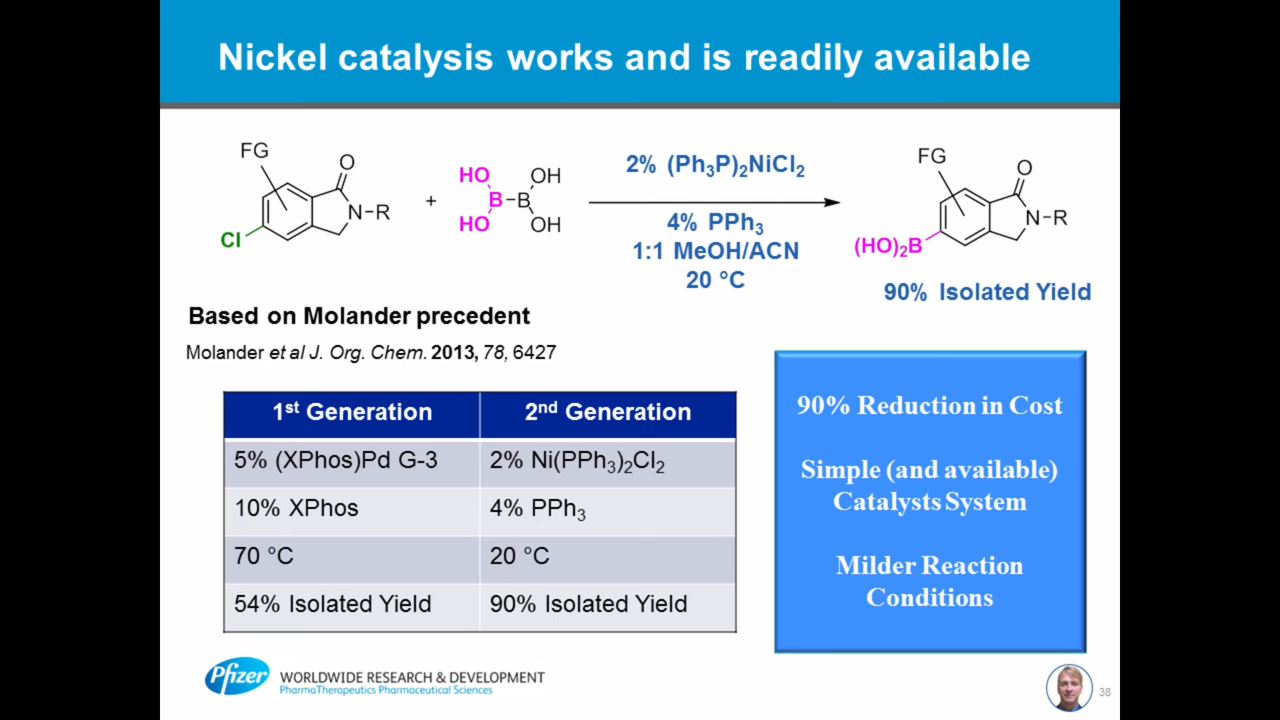 Nickel catalysis works and is readily available
FG
O
N–R
Cl
+
HO
OH
B–B
HO
OH
2% (Ph₃P)₂NiCl₂
4% PPh₃
1:1 MeOH/ACN
20 °C
FG
O
N–R
(HO)₂B
90% Isolated Yield
Based on Molander precedent
Molander et al J. Org. Chem. 2013, 78, 6427
1st Generation 2nd Generation
5% (XPhos)Pd G-3 2% Ni(PPh₃)₂Cl₂
10% XPhos 4% PPh₃
70 °C 20 °C
54% Isolated Yield 90% Isolated Yield
90% Reduction in Cost
Simple (and available)
Catalysts System
Milder Reaction
Conditions
Pfizer
WORLDWIDE RESEARCH & DEVELOPMENT
PharmaTherapeutics Pharmaceutical Sciences
38